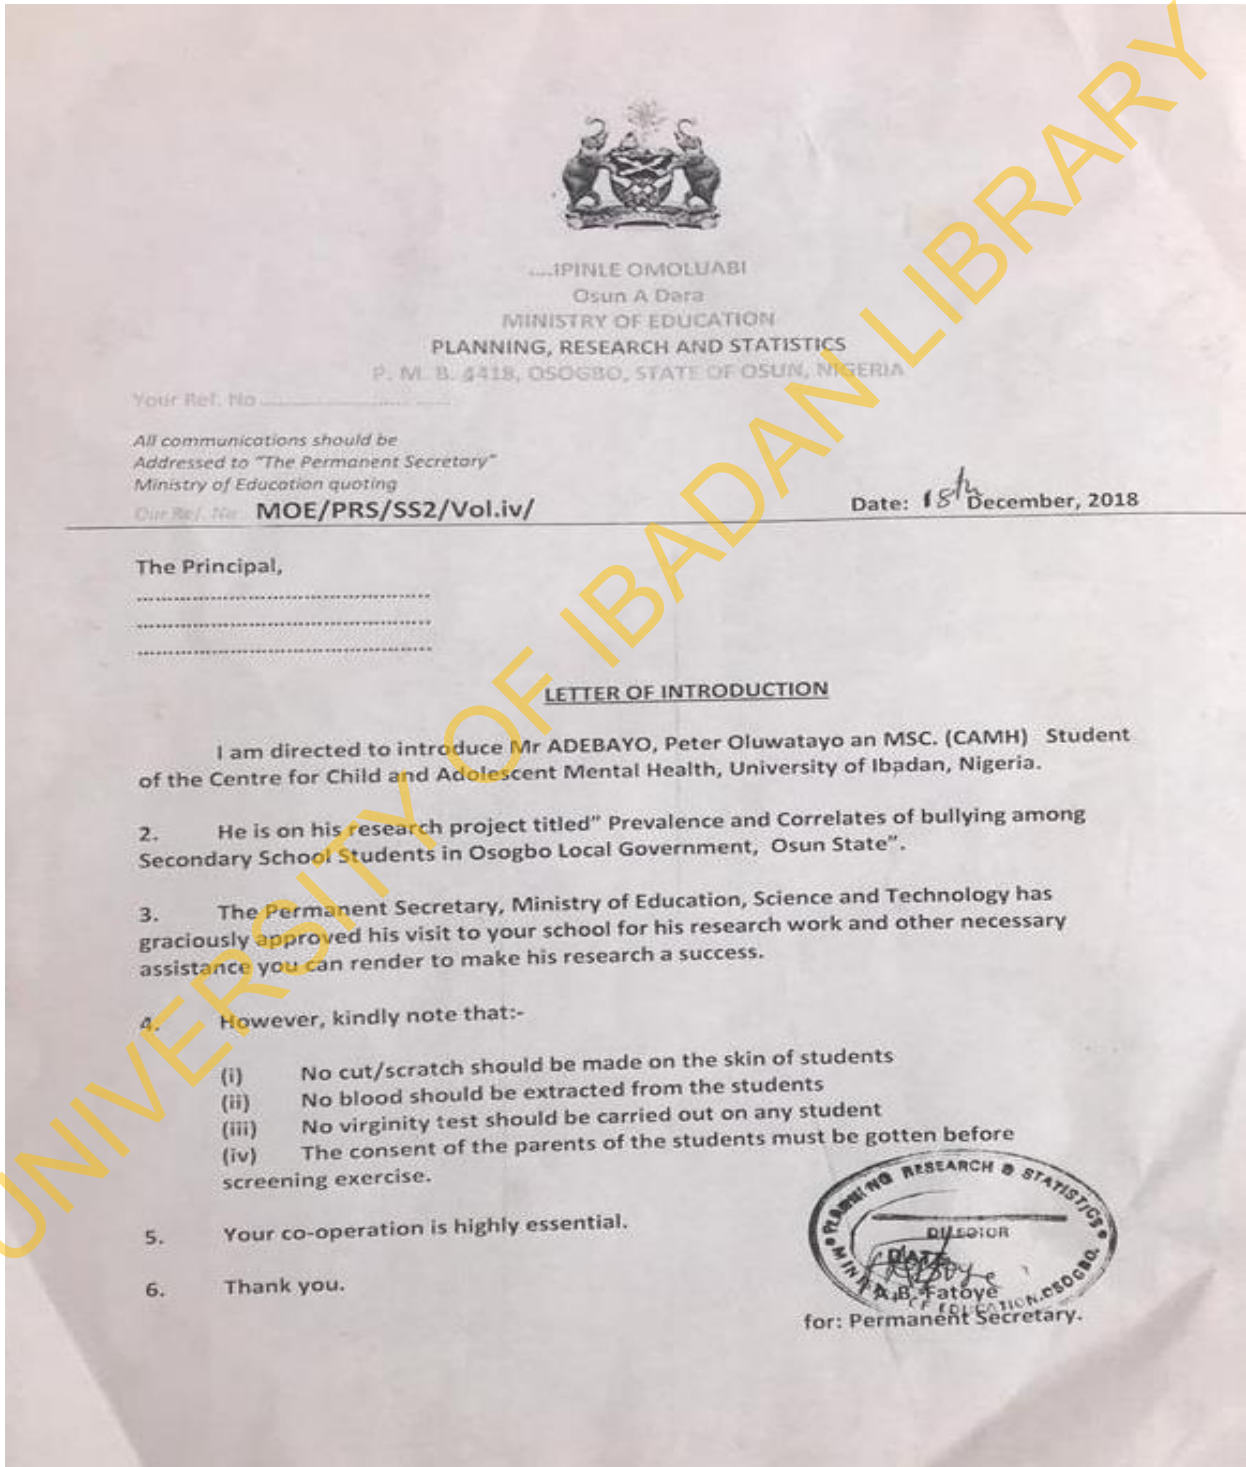 ....IPINLE OMOLUABI
Osun A Dara
MINISTRY OF EDUCATION
PLANNING, RESEARCH AND STATISTICS
P. M. B. 4418, OSOGBO, STATE OF OSUN, NIGERIA
Your Ref. No ....................................
All communications should be
Addressed to "The Permanent Secretary"
Ministry of Education quoting
Our Ref. No MOE/PRS/SS2/Vol.iv/
Date: 18th December, 2018
The Principal,
................................................
................................................
................................................
LETTER OF INTRODUCTION
I am directed to introduce Mr ADEBAYO, Peter Oluwatayo an MSC. (CAMH) Student
of the Centre for Child and Adolescent Mental Health, University of Ibadan, Nigeria.
2. He is on his research project titled" Prevalence and Correlates of bullying among
Secondary School Students in Osogbo Local Government, Osun State".
3. The Permanent Secretary, Ministry of Education, Science and Technology has
graciously approved his visit to your school for his research work and other necessary
assistance you can render to make his research a success.
4. However, kindly note that:-
(i) No cut/scratch should be made on the skin of students
(ii) No blood should be extracted from the students
(iii) No virginity test should be carried out on any student
(iv) The consent of the parents of the students must be gotten before
screening exercise.
5. Your co-operation is highly essential.
6. Thank you.
PLANNING RESEARCH & STATISTICS
DIRECTOR
DATE
A.B. Fatoye
OF EDUCATION. OSOGBO.
for: Permanent Secretary.
UNIVERSITY OF IBADAN LIBRARY